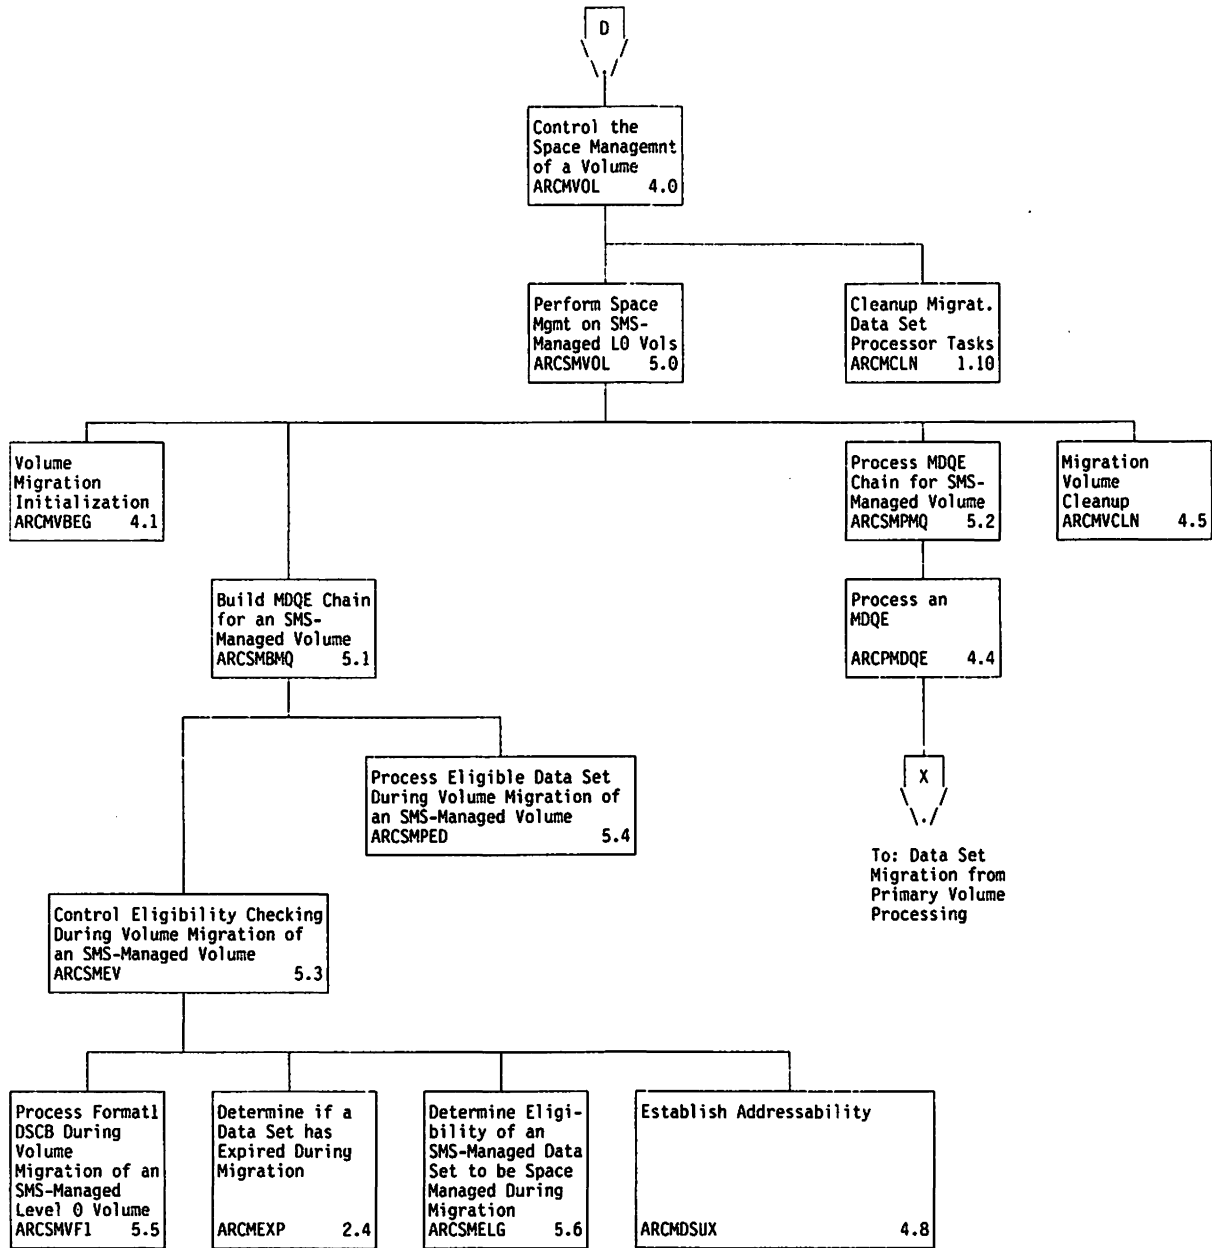 D
Control the
Space Managemnt
of a Volume
ARCMVOL 4.0
Perform Space
Mgmt on SMS-
Managed L0 Vols
ARCSMVOL 5.0
Cleanup Migrat.
Data Set
Processor Tasks
ARCMCLN 1.10
Volume
Migration
Initialization
ARCMVBEG 4.1
Process MDQE
Chain for SMS-
Managed Volume
ARCSMPMQ 5.2
Migration
Volume
Cleanup
ARCMVCLN 4.5
Build MDQE Chain
for an SMS-
Managed Volume
ARCSMBMQ 5.1
Process an
MDQE
ARCPMDQE 4.4
Process Eligible Data Set
During Volume Migration of
an SMS-Managed Volume
ARCSMPED 5.4
X
To: Data Set
Migration from
Primary Volume
Processing
Control Eligibility Checking
During Volume Migration of
an SMS-Managed Volume
ARCSMEV 5.3
Process Format1
DSCB During
Volume
Migration of an
SMS-Managed
Level 0 Volume
ARCSMVF1 5.5
Determine if a
Data Set has
Expired During
Migration
ARCMEXP 2.4
Determine Eligi-
bility of an
SMS-Managed Data
Set to be Space
Managed During
Migration
ARCSMELG 5.6
Establish Addressability
ARCMDSUX 4.8